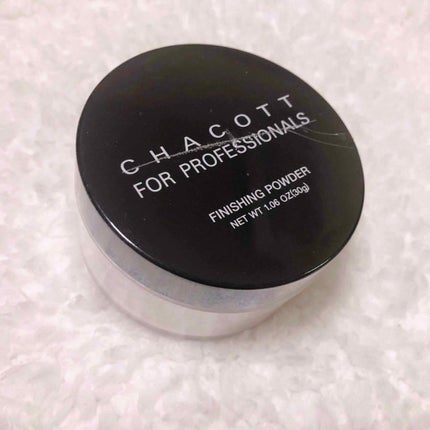 CHACOTT
FOR PROFESSIONALS
FINISHING POWDER
NET WT 1.06 OZ(30g)